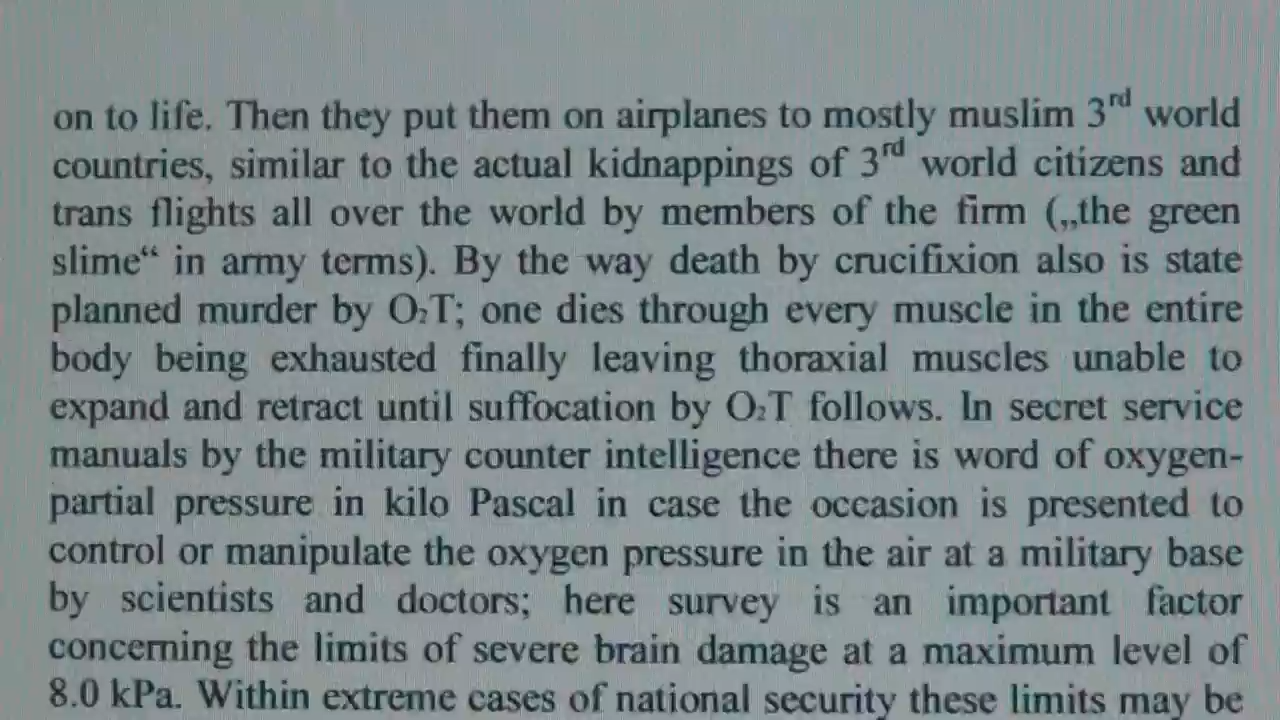 on to life. Then they put them on airplanes to mostly muslim 3rd world
countries, similar to the actual kidnappings of 3rd world citizens and
trans flights all over the world by members of the firm („the green
slime“ in army terms). By the way death by crucifixion also is state
planned murder by O₂T; one dies through every muscle in the entire
body being exhausted finally leaving thoraxial muscles unable to
expand and retract until suffocation by O₂T follows. In secret service
manuals by the military counter intelligence there is word of oxygen-
partial pressure in kilo Pascal in case the occasion is presented to
control or manipulate the oxygen pressure in the air at a military base
by scientists and doctors; here survey is an important factor
concerning the limits of severe brain damage at a maximum level of
8.0 kPa. Within extreme cases of national security these limits may be